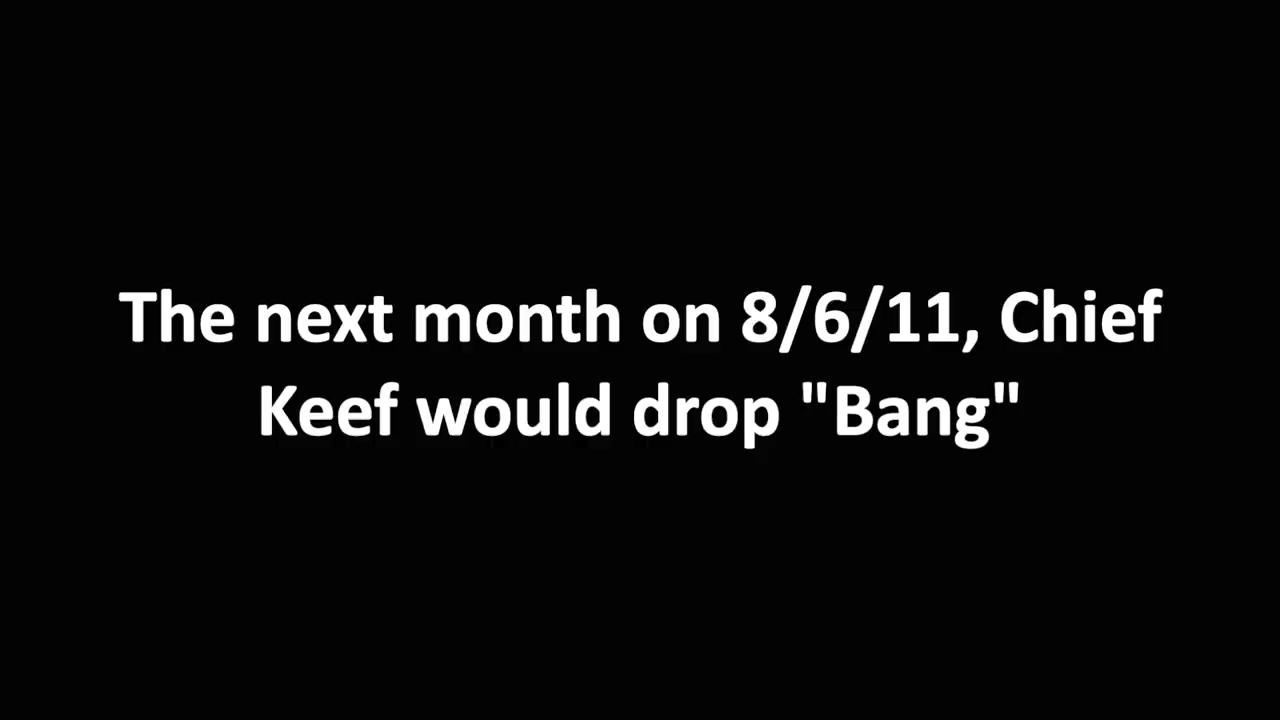 The next month on 8/6/11, Chief
Keef would drop "Bang"